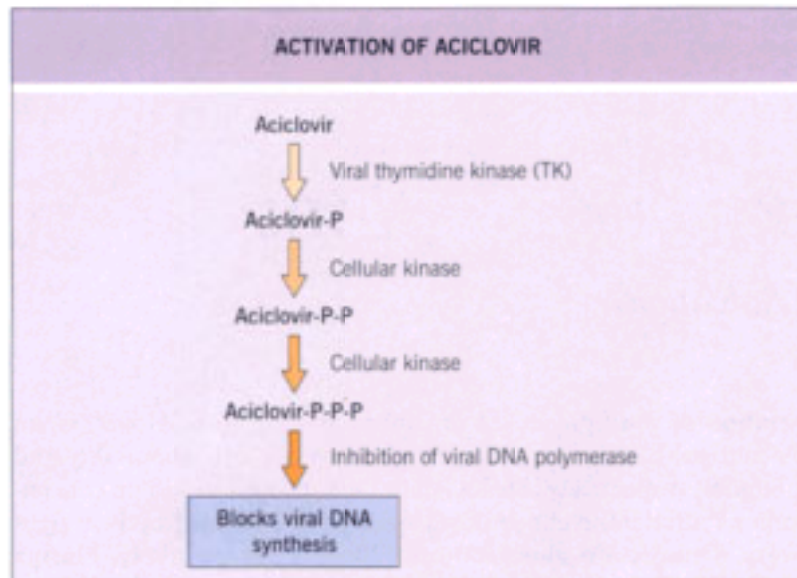 ACTIVATION OF ACICLOVIR
Aciclovir
Viral thymidine kinase (TK)
Aciclovir-P
Cellular kinase
Aciclovir-P-P
Cellular kinase
Aciclovir-P-P-P
Inhibition of viral DNA polymerase
Blocks viral DNA
synthesis